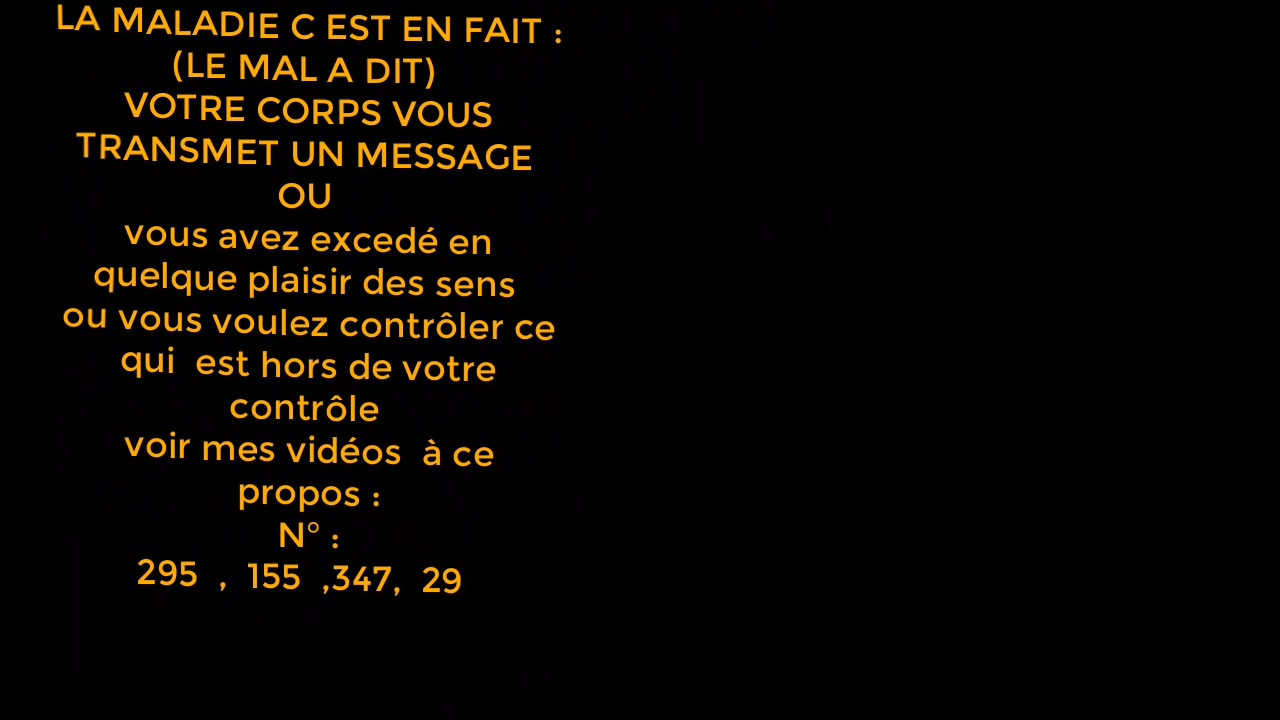 LA MALADIE C EST EN FAIT :
(LE MAL A DIT)
VOTRE CORPS VOUS
TRANSMET UN MESSAGE
OU
vous avez excedé en
quelque plaisir des sens
ou vous voulez contrôler ce
qui est hors de votre
contrôle
voir mes vidéos à ce
propos :
N° :
295 , 155 ,347, 29